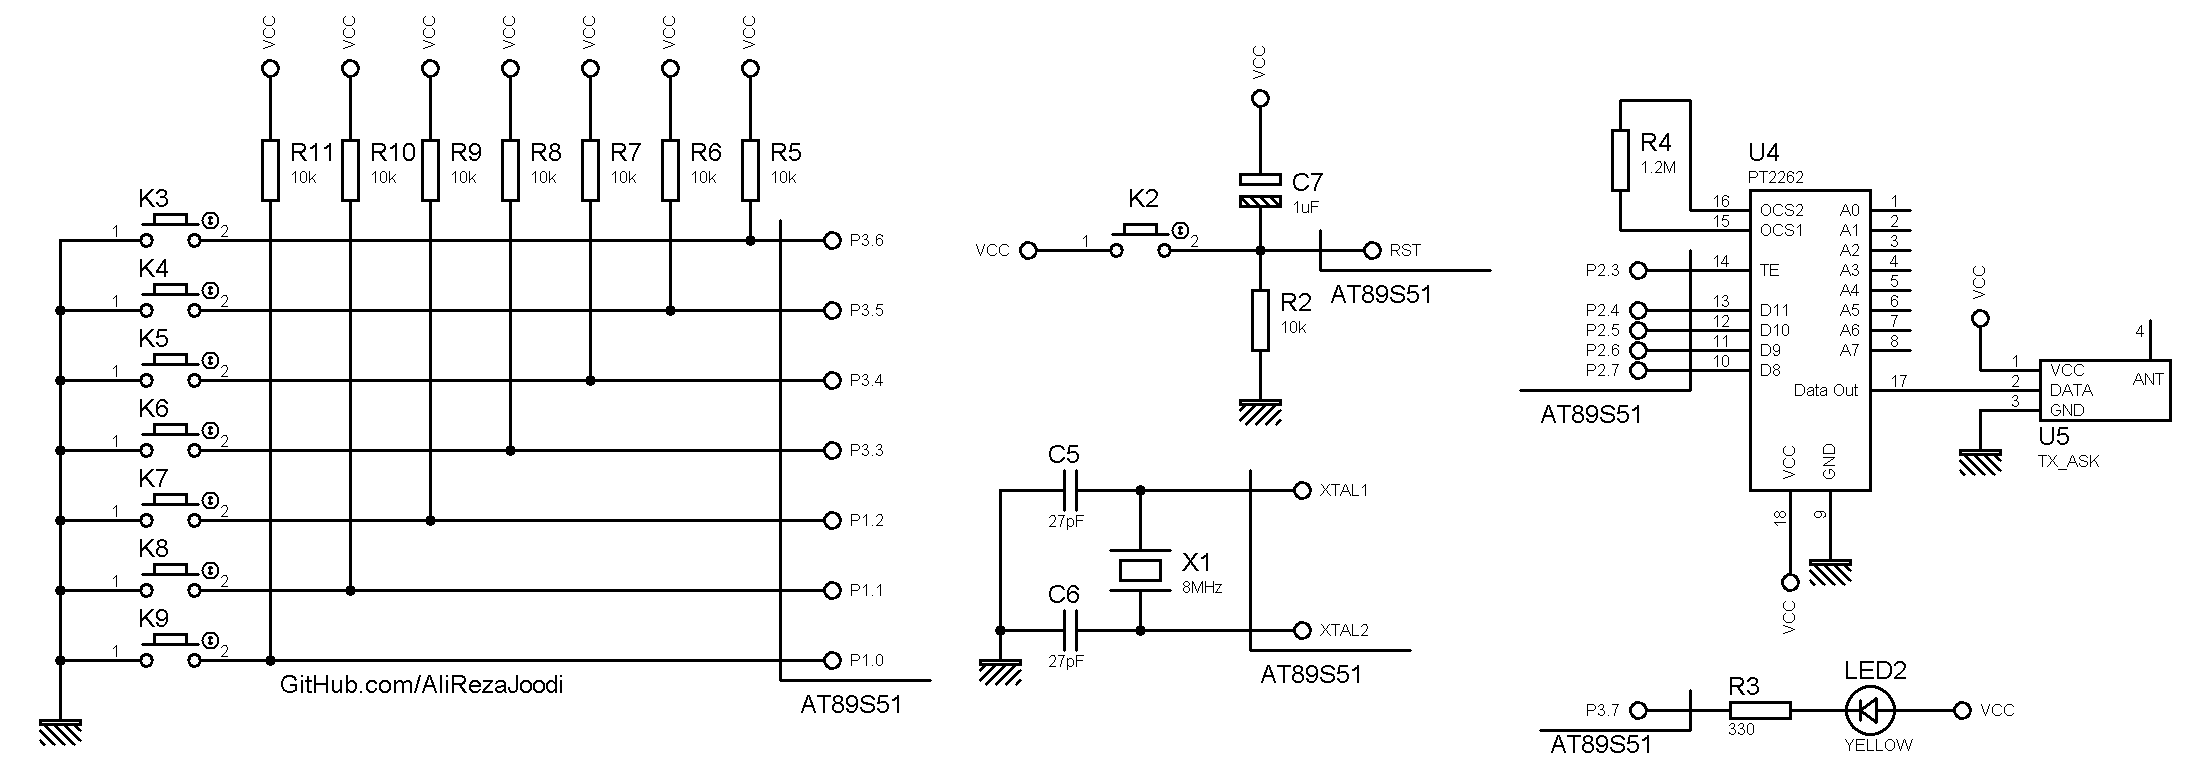 VCC VCC VCC VCC VCC VCC VCC
R11 R10 R9 R8 R7 R6 R5
10k 10k 10k 10k 10k 10k 10k
K3
1 2 P3.6
K4
1 2 P3.5
K5
1 2 P3.4
K6
1 2 P3.3
K7
1 2 P1.2
K8
1 2 P1.1
K9
1 2 P1.0
GitHub.com/AliRezaJoodi
AT89S51
VCC
C7
1uF
K2
VCC 1 2 RST
AT89S51
R2
10k
C5
27pF
XTAL1
X1
8MHz
C6
27pF
XTAL2
AT89S51
R4
1.2M
U4
PT2262
16 OCS2 A0 1
15 OCS1 A1 2
A2 3
P2.3 14 TE A3 4
A4 5
P2.4 13 D11 A5 6
P2.5 12 D10 A6 7
P2.6 11 D9 A7 8
P2.7 10 D8
Data Out 17
AT89S51
VCC GND
18 9
VCC
VCC
4
1 VCC ANT
2 DATA
3 GND
U5
TX_ASK
LED2
R3
P3.7 VCC
330 YELLOW
AT89S51